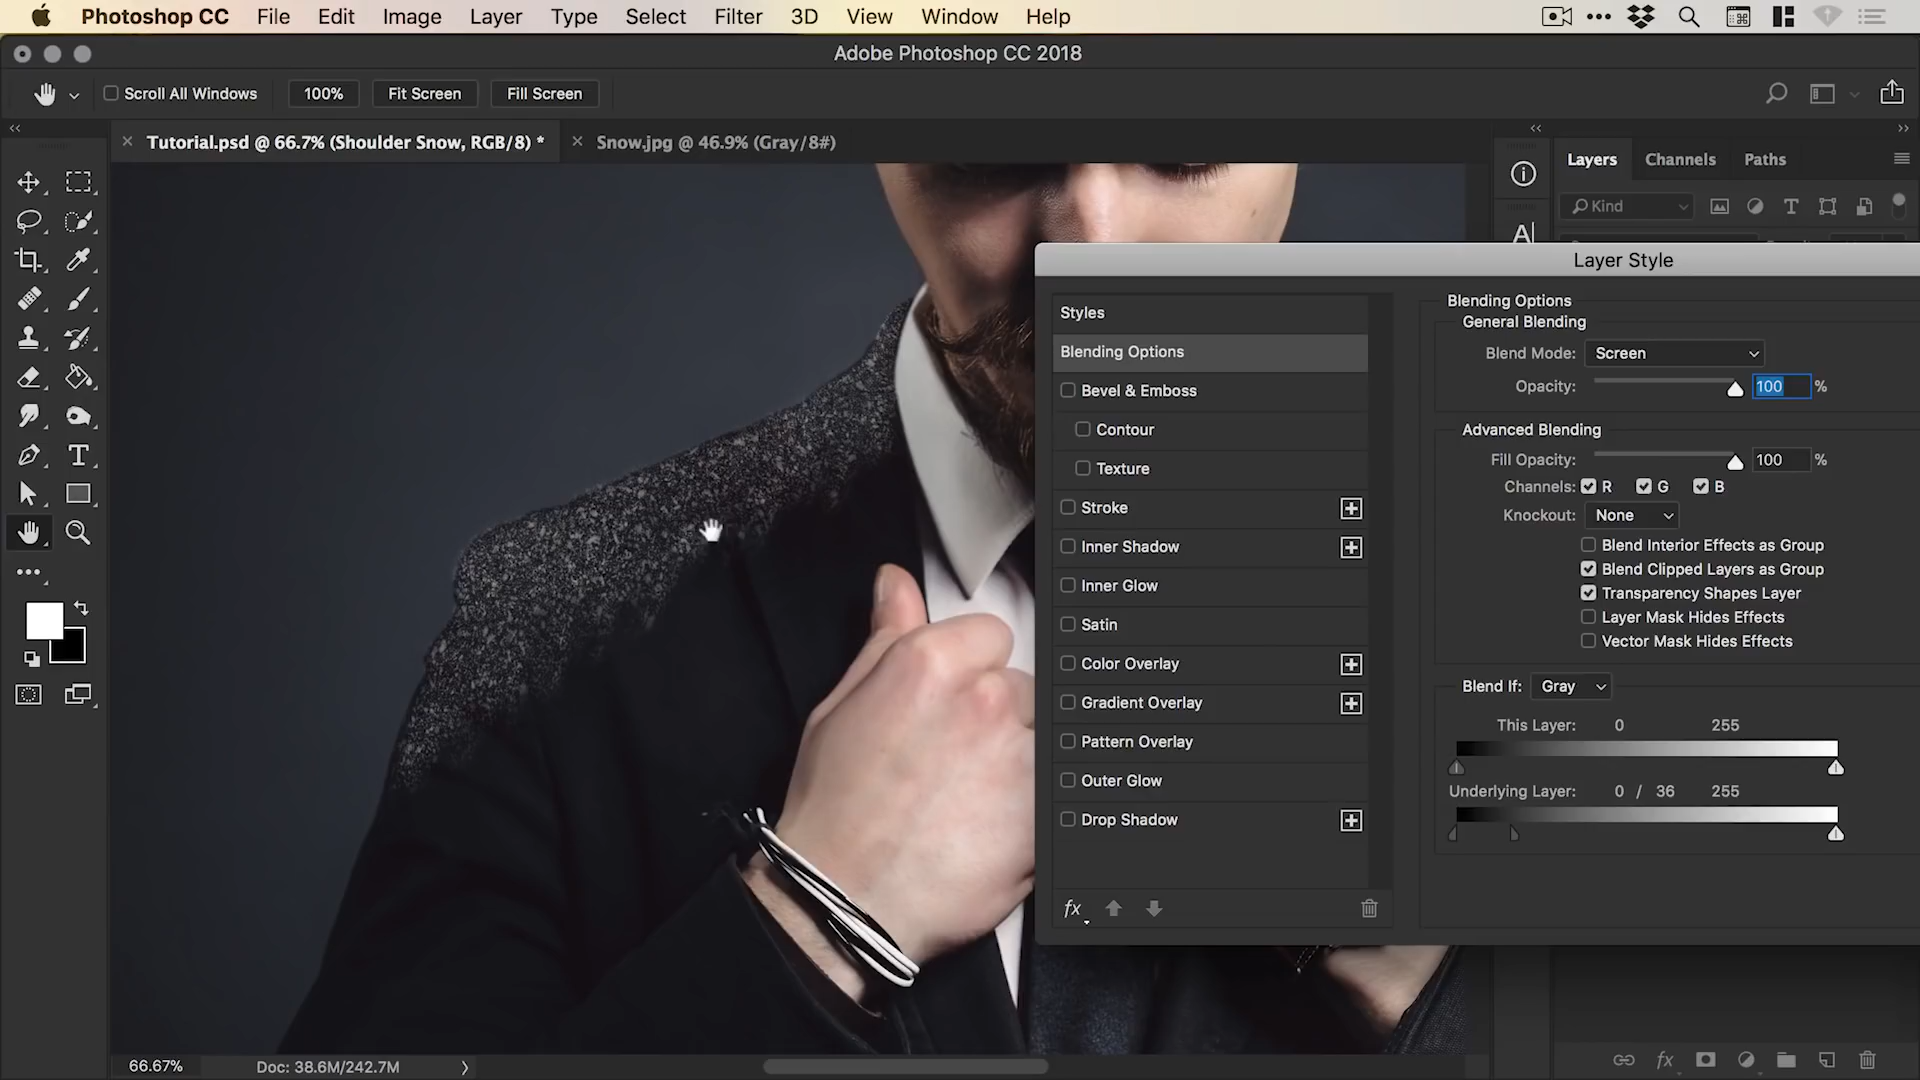 Photoshop CC File Edit Image Layer Type Select Filter 3D View Window Help
Adobe Photoshop CC 2018
Scroll All Windows 100% Fit Screen Fill Screen
Tutorial.psd @ 66.7% (Shoulder Snow, RGB/8) *
Snow.jpg @ 46.9% (Gray/8#)
Layers Channels Paths
Kind
Layer Style
Styles
Blending Options
Bevel & Emboss
Contour
Texture
Stroke
Inner Shadow
Inner Glow
Satin
Color Overlay
Gradient Overlay
Pattern Overlay
Outer Glow
Drop Shadow
fx
Blending Options
General Blending
Blend Mode: Screen
Opacity: 100 %
Advanced Blending
Fill Opacity: 100 %
Channels: R G B
Knockout: None
Blend Interior Effects as Group
Blend Clipped Layers as Group
Transparency Shapes Layer
Layer Mask Hides Effects
Vector Mask Hides Effects
Blend If: Gray
This Layer: 0 255
Underlying Layer: 0 / 36 255
66.67% Doc: 38.6M/242.7M
fx